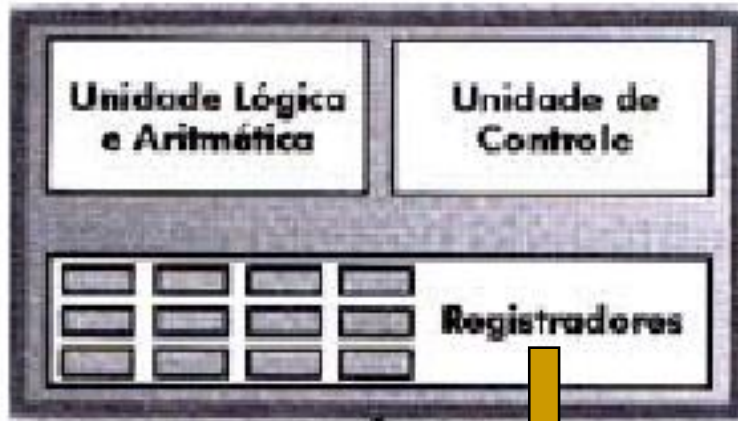 Unidade Lógica
e Aritmética
Unidade de
Controle
Registradores